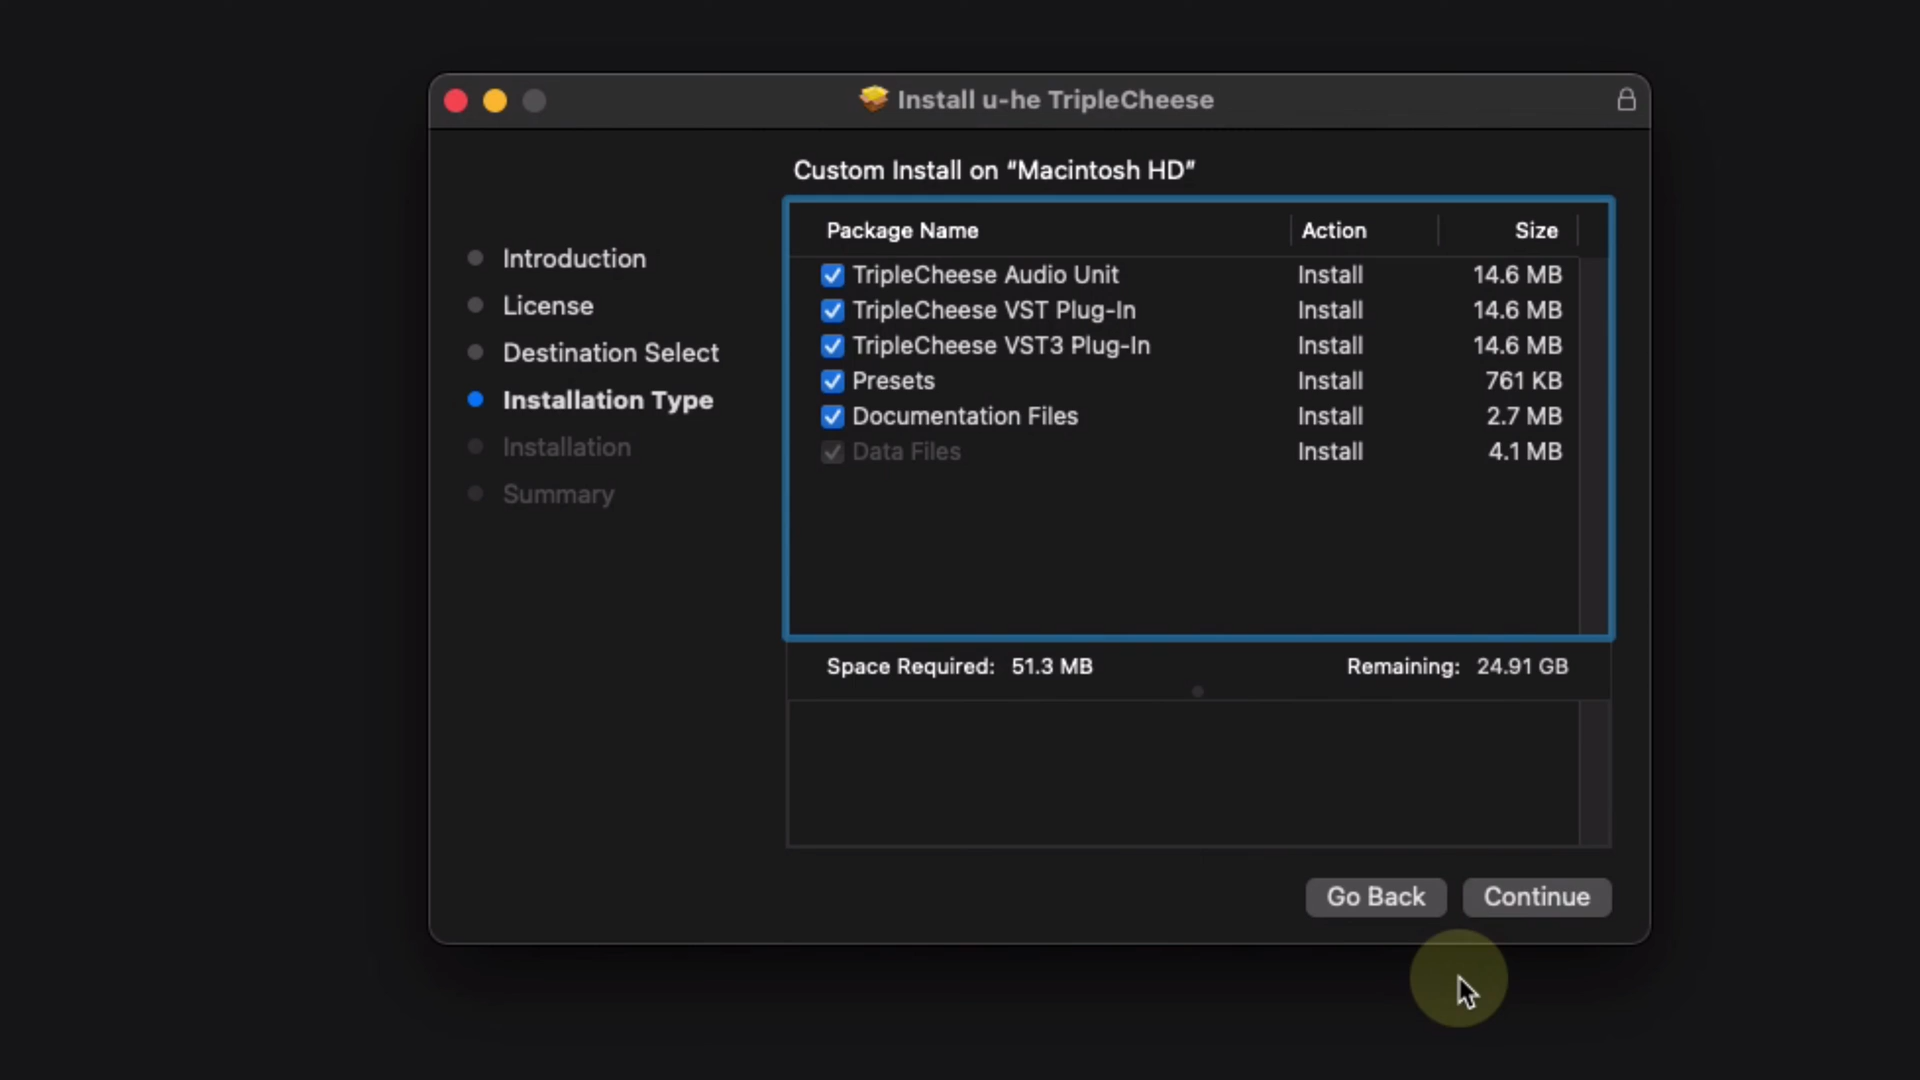 Install u-he TripleCheese
Custom Install on “Macintosh HD”
Introduction
License
Destination Select
Installation Type
Installation
Summary
Package Name Action Size
TripleCheese Audio Unit Install 14.6 MB
TripleCheese VST Plug-In Install 14.6 MB
TripleCheese VST3 Plug-In Install 14.6 MB
Presets Install 761 KB
Documentation Files Install 2.7 MB
Data Files Install 4.1 MB
Space Required: 51.3 MB Remaining: 24.91 GB
Go Back Continue